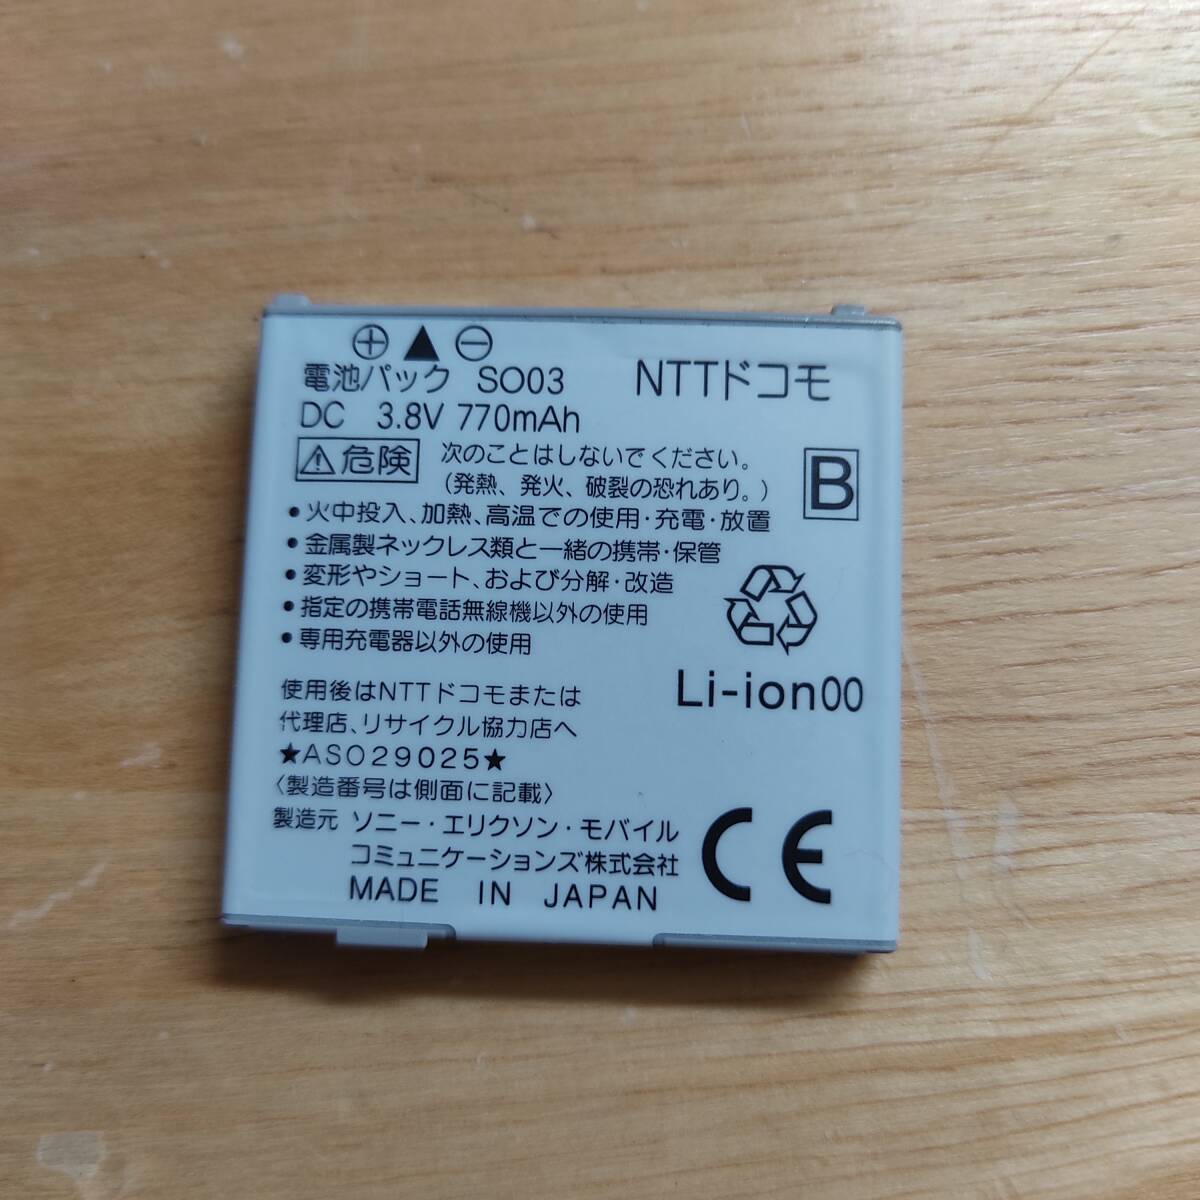 ⊕▲⊖
電池パック SO03 NTTドコモ
DC 3.8V 770mAh
⚠危険 次のことはしないでください。
(発熱、発火、破裂の恐れあり。)
B
・火中投入、加熱、高温での使用・充電・放置
・金属製ネックレス類と一緒の携帯・保管
・変形やショート、および分解・改造
・指定の携帯電話無線機以外の使用
・専用充電器以外の使用
Li-ion00
使用後はNTTドコモまたは
代理店、リサイクル協力店へ
★ASO29025★
〈製造番号は側面に記載〉
製造元 ソニー・エリクソン・モバイル
コミュニケーションズ株式会社
MADE IN JAPAN
CE